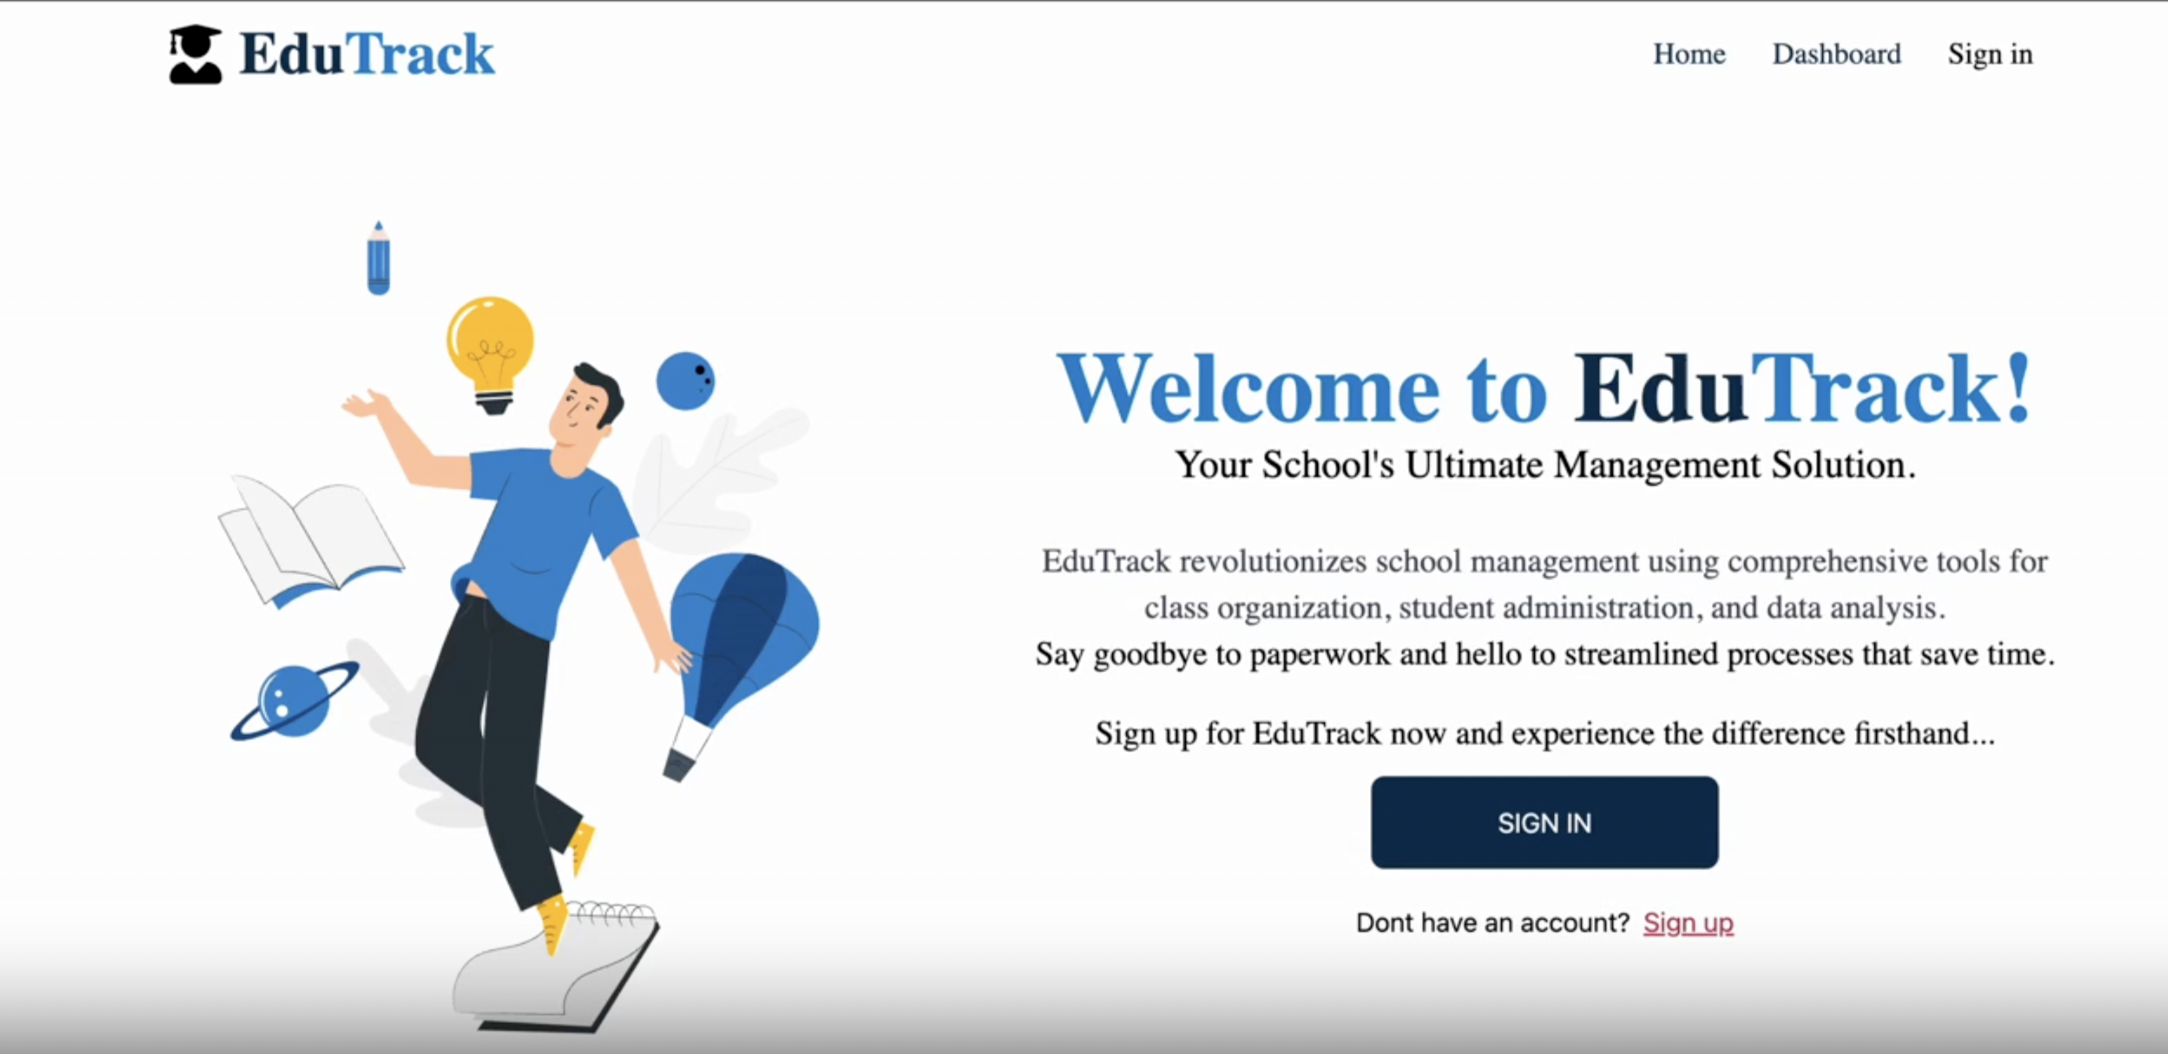 EduTrack
Home
Dashboard
Sign in
Welcome to EduTrack!
Your School's Ultimate Management Solution.
EduTrack revolutionizes school management using comprehensive tools for
class organization, student administration, and data analysis.
Say goodbye to paperwork and hello to streamlined processes that save time.
Sign up for EduTrack now and experience the difference firsthand...
SIGN IN
Dont have an account? Sign up